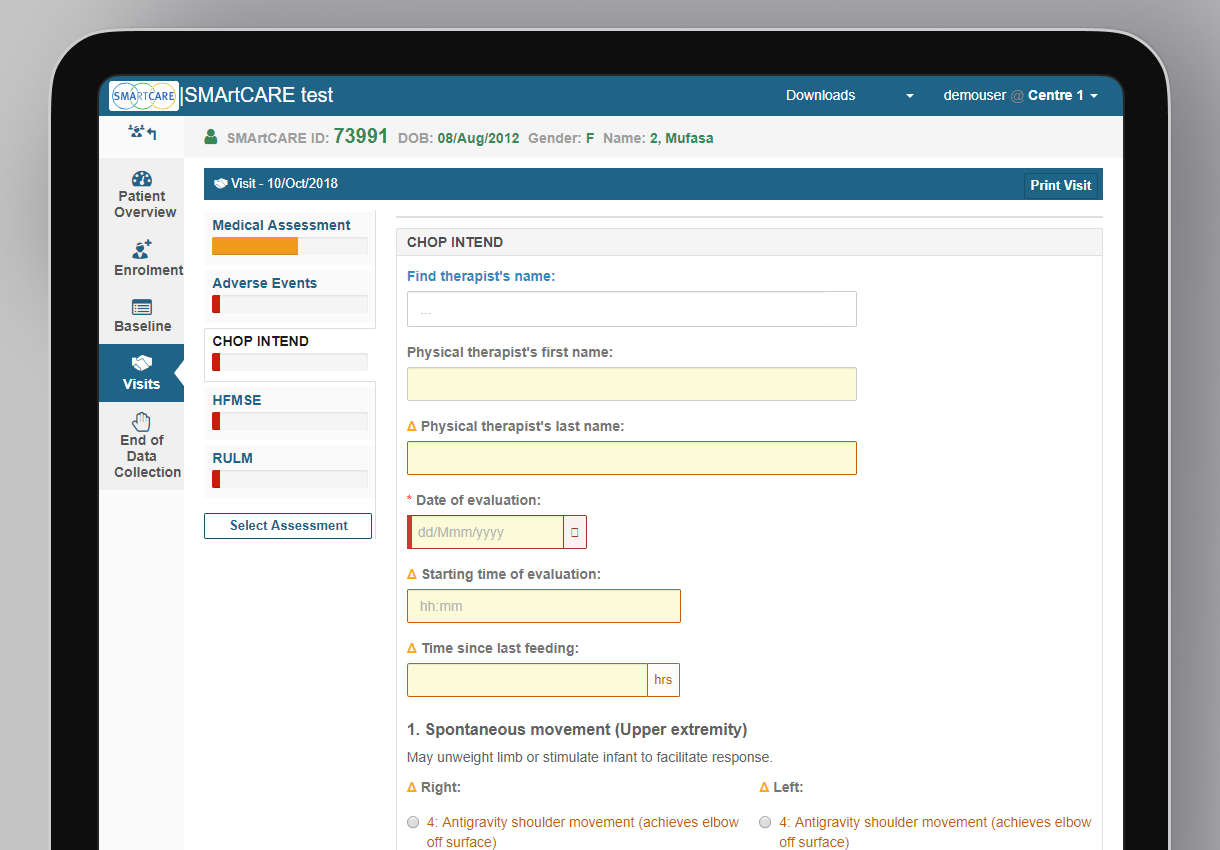 SMARTCARE
|SMArtCARE test
Downloads
demouser @ Centre 1
SMArtCARE ID: 73991 DOB: 08/Aug/2012 Gender: F Name: 2, Mufasa
Patient
Overview
Enrolment
Baseline
Visits
End of
Data
Collection
Visit - 10/Oct/2018
Print Visit
Medical Assessment
Adverse Events
CHOP INTEND
HFMSE
RULM
Select Assessment
CHOP INTEND
Find therapist's name:
...
Physical therapist's first name:
Δ Physical therapist's last name:
* Date of evaluation:
dd/Mmm/yyyy
Δ Starting time of evaluation:
hh:mm
Δ Time since last feeding:
hrs
1. Spontaneous movement (Upper extremity)
May unweight limb or stimulate infant to facilitate response.
Δ Right:
4: Antigravity shoulder movement (achieves elbow
off surface)
Δ Left:
4: Antigravity shoulder movement (achieves elbow
off surface)